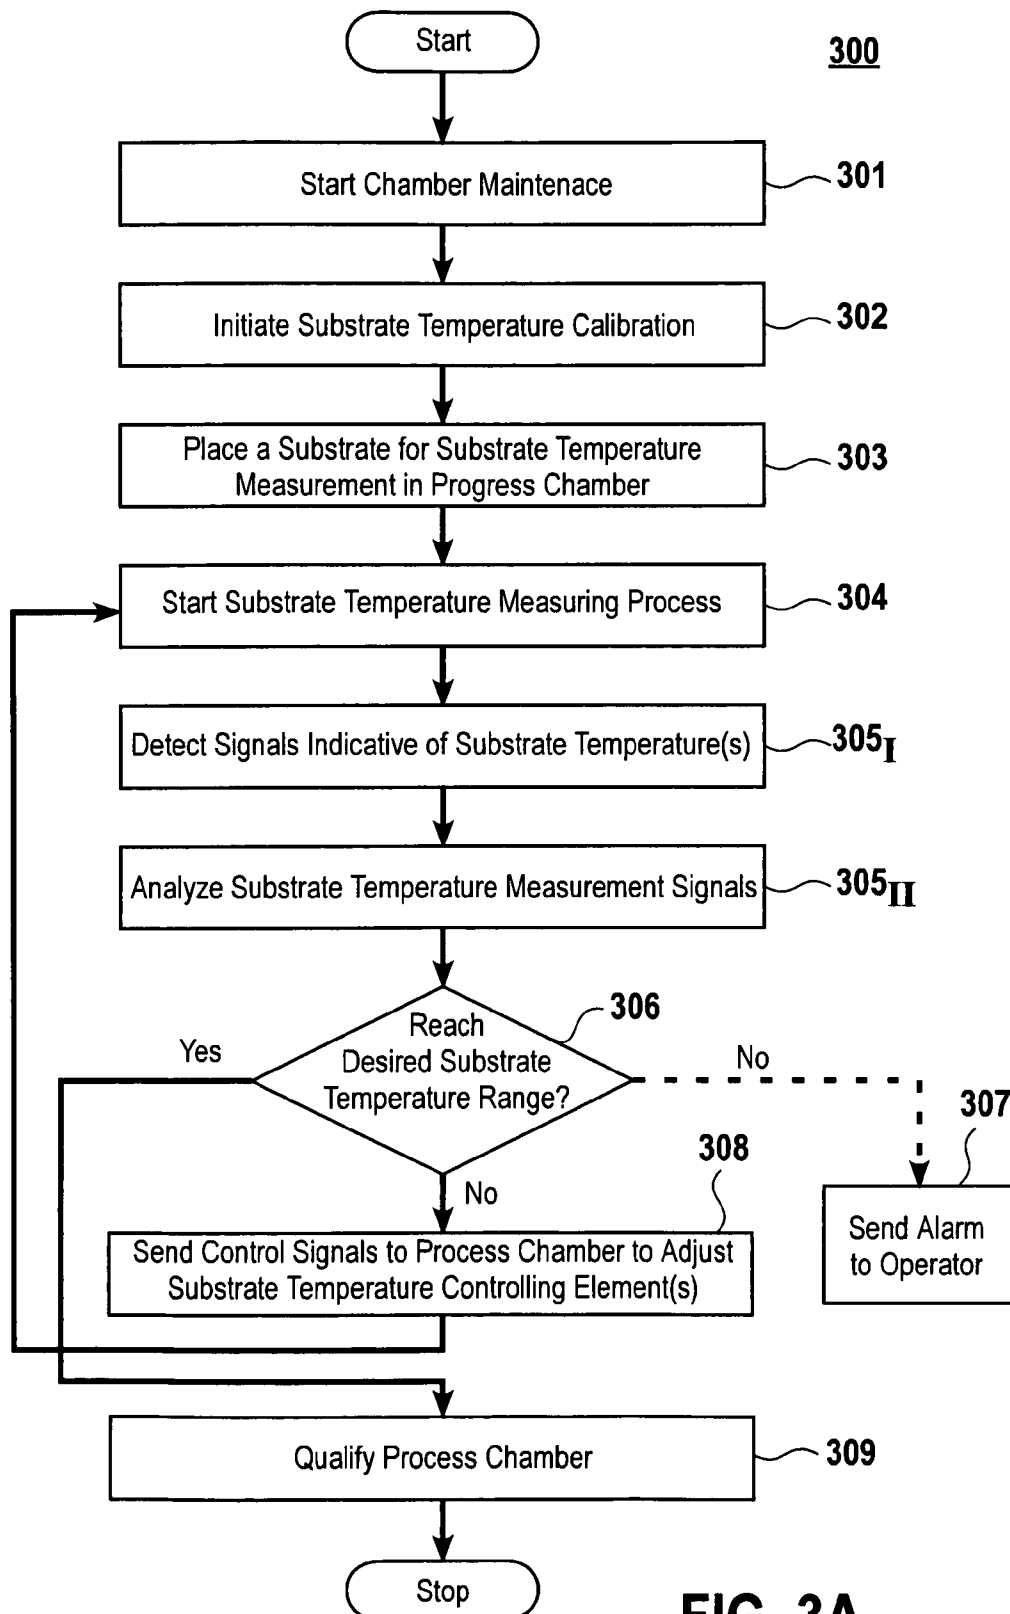 Start
300
Start Chamber Maintenace
301
Initiate Substrate Temperature Calibration
302
Place a Substrate for Substrate Temperature
Measurement in Progress Chamber
303
Start Substrate Temperature Measuring Process
304
Detect Signals Indicative of Substrate Temperature(s)
305I
Analyze Substrate Temperature Measurement Signals
305II
306
Reach
Desired Substrate
Temperature Range?
Yes
No
307
308
No
Send Alarm
to Operator
Send Control Signals to Process Chamber to Adjust
Substrate Temperature Controlling Element(s)
Qualify Process Chamber
309
Stop
FIG. 3A